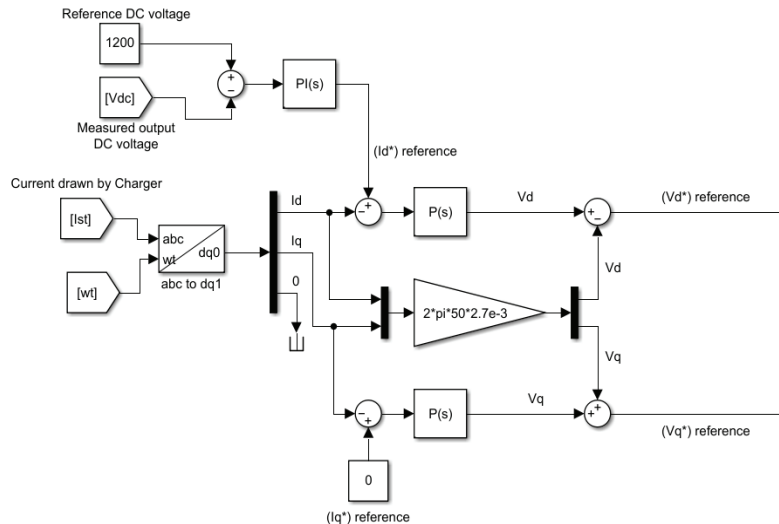 Reference DC voltage
1200
+
−
PI(s)
[Vdc]
Measured output
DC voltage
(Id*) reference
Current drawn by Charger
[Ist]
abc
wt
dq0
abc to dq1
[wt]
Id
Iq
0
−
+
P(s)
Vd
+
−
(Vd*) reference
Vd
2*pi*50*2.7e-3
Vq
−
+
P(s)
Vq
+
+
(Vq*) reference
0
(Iq*) reference